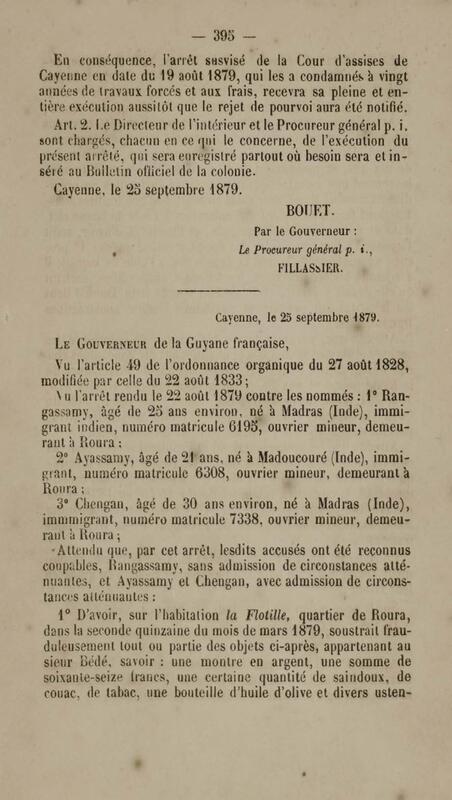 — 395 —
En conséquence, l'arrêt susvisé de la Cour d'assises de
Cayenne en date du 19 août 1879, qui les a condamnés à vingt
années de travaux forcés et aux frais, recevra sa pleine et en-
tière exécution aussitôt que le rejet de pourvoi aura été notifié.
Art. 2. Le Directeur de l'intérieur et le Procureur général p. i.
sont chargés, chacun en ce qui le concerne, de l'exécution du
présent arrêté, qui sera enregistré partout où besoin sera et in-
séré au Bulletin officiel de la colonie.
Cayenne, le 25 septembre 1879.
BOUET.
Par le Gouverneur :
Le Procureur général p. i.,
FILLASSIER.
Cayenne, le 25 septembre 1879.
LE GOUVERNEUR de la Guyane française,
Vu l'article 49 de l'ordonnance organique du 27 août 1828,
modifiée par celle du 22 août 1833 ;
Vu l'arrêt rendu le 22 août 1879 contre les nommés : 1° Ran-
gassamy, âgé de 25 ans environ, né à Madras (Inde), immi-
grant indien, numéro matricule 6195, ouvrier mineur, demeu-
rant à Roura ;
2° Ayassamy, âgé de 21 ans, né à Madoucouré (Inde), immi-
grant, numéro matricule 6308, ouvrier mineur, demeurant à
Roura ;
3° Chengan, âgé de 30 ans environ, né à Madras (Inde),
immmigrant, numéro matricule 7338, ouvrier mineur, demeu-
rant à Roura ;
Attendu que, par cet arrêt, lesdits accusés ont été reconnus
coupables, Rangassamy, sans admission de circonstances atté-
nuantes, et Ayassamy et Chengan, avec admission de circons-
tances atténuantes :
1° D'avoir, sur l'habitation la Flotille, quartier de Roura,
dans la seconde quinzaine du mois de mars 1879, soustrait frau-
duleusement tout ou partie des objets ci-après, appartenant au
sieur Bédé, savoir : une montre en argent, une somme de
soixante-seize francs, une certaine quantité de saindoux, de
couac, de tabac, une bouteille d'huile d'olive et divers usten-